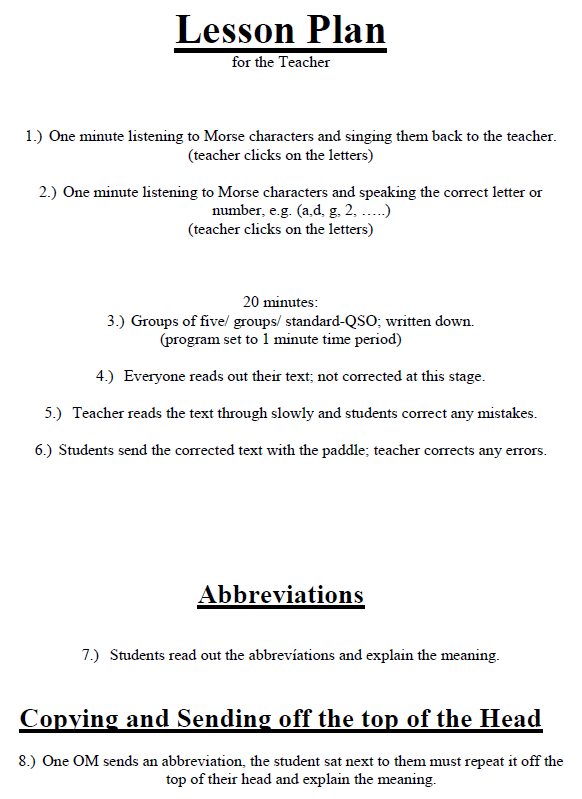 Lesson Plan
for the Teacher
1.) One minute listening to Morse characters and singing them back to the teacher.
(teacher clicks on the letters)
2.) One minute listening to Morse characters and speaking the correct letter or
number, e.g. (a,d, g, 2, …..)
(teacher clicks on the letters)
20 minutes:
3.) Groups of five/ groups/ standard-QSO; written down.
(program set to 1 minute time period)
4.) Everyone reads out their text; not corrected at this stage.
5.) Teacher reads the text through slowly and students correct any mistakes.
6.) Students send the corrected text with the paddle; teacher corrects any errors.
Abbreviations
7.) Students read out the abbrevíations and explain the meaning.
Copying and Sending off the top of the Head
8.) One OM sends an abbreviation, the student sat next to them must repeat it off the
top of their head and explain the meaning.